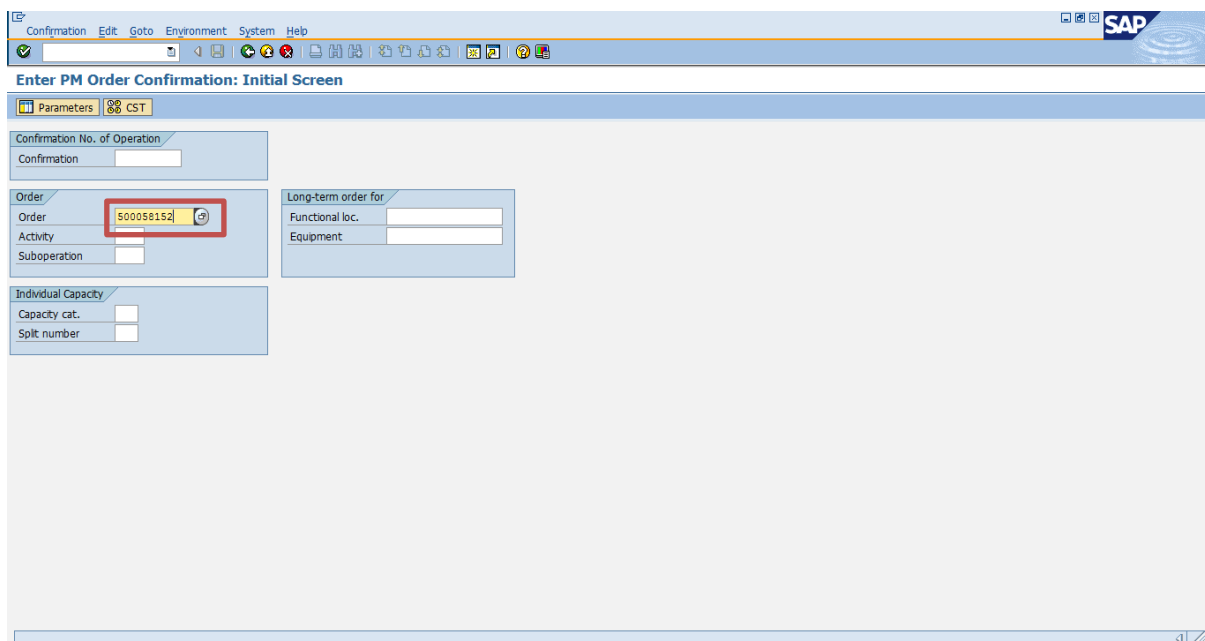 Confirmation Edit Goto Environment System Help
SAP
Enter PM Order Confirmation: Initial Screen
Parameters CST
Confirmation No. of Operation
Confirmation
Order
Order 500058152
Activity
Suboperation
Long-term order for
Functional loc.
Equipment
Individual Capacity
Capacity cat.
Split number